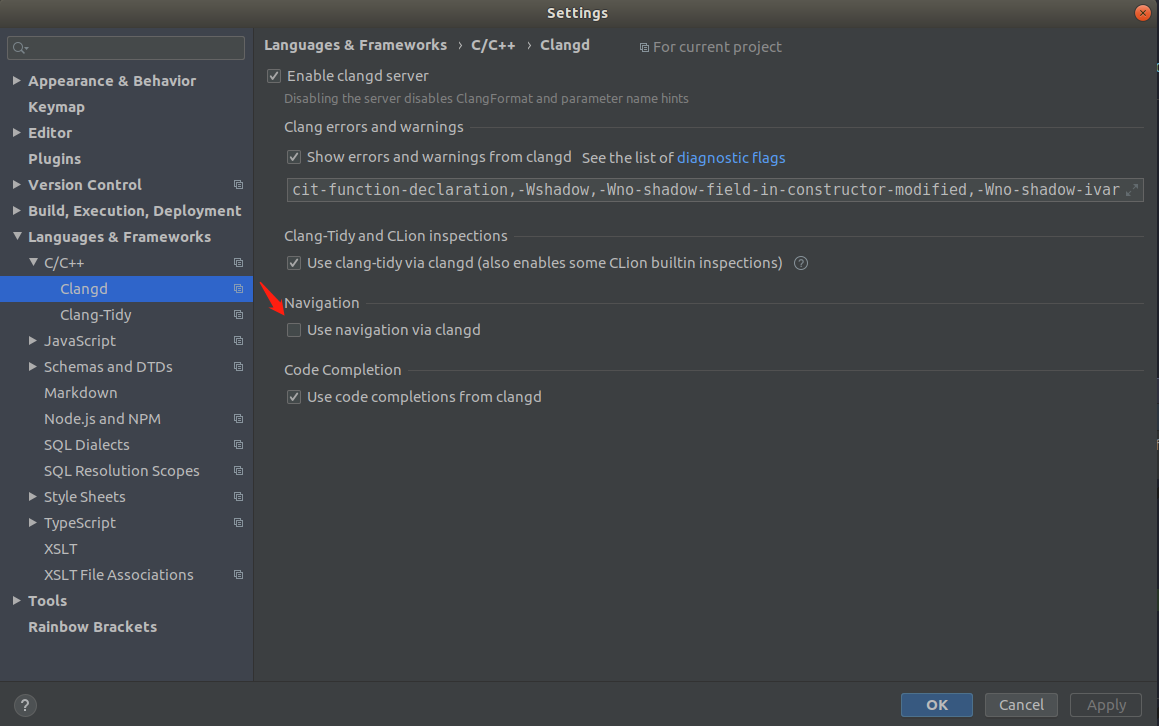 Settings
Languages & Frameworks › C/C++ › Clangd For current project
Appearance & Behavior
Keymap
Editor
Plugins
Version Control
Build, Execution, Deployment
Languages & Frameworks
C/C++
Clangd
Clang-Tidy
JavaScript
Schemas and DTDs
Markdown
Node.js and NPM
SQL Dialects
SQL Resolution Scopes
Style Sheets
TypeScript
XSLT
XSLT File Associations
Tools
Rainbow Brackets
Enable clangd server
Disabling the server disables ClangFormat and parameter name hints
Clang errors and warnings
Show errors and warnings from clangd See the list of diagnostic flags
cit-function-declaration,-Wshadow,-Wno-shadow-field-in-constructor-modified,-Wno-shadow-ivar
Clang-Tidy and CLion inspections
Use clang-tidy via clangd (also enables some CLion builtin inspections) ?
Navigation
Use navigation via clangd
Code Completion
Use code completions from clangd
? OK Cancel Apply